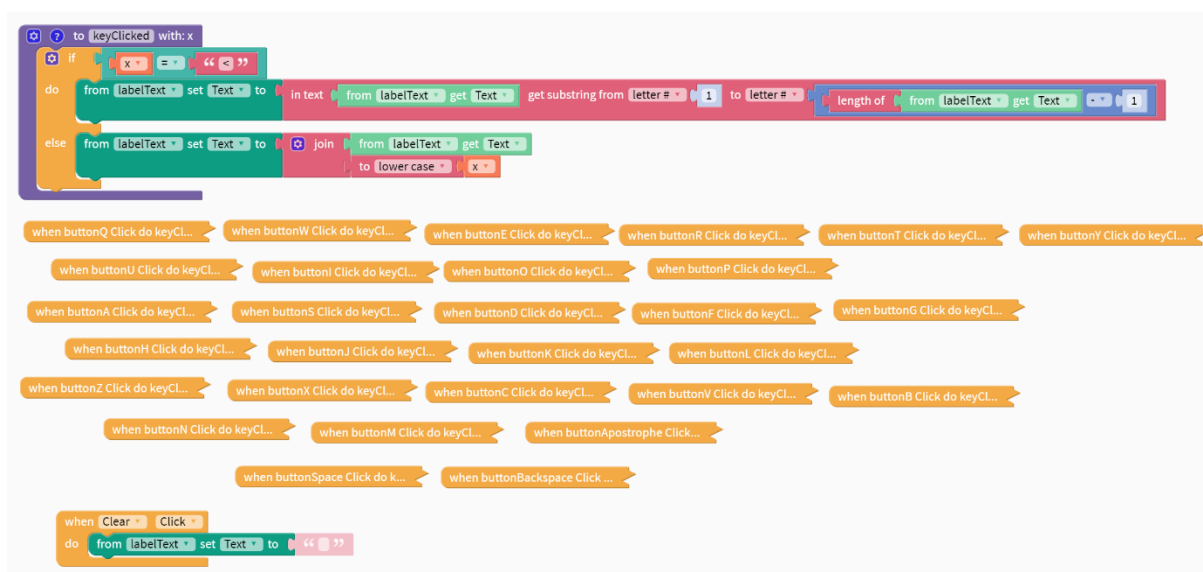 to keyClicked with: x
if x = “ < ”
do from labelText set Text to in text from labelText get Text get substring from letter # 1 to letter # length of from labelText get Text - 1
else from labelText set Text to join from labelText get Text
to lower case x
when buttonQ Click do keyCl... when buttonW Click do keyCl... when buttonE Click do keyCl... when buttonR Click do keyCl... when buttonT Click do keyCl... when buttonY Click do keyCl...
when buttonU Click do keyCl... when buttonI Click do keyCl... when buttonO Click do keyCl... when buttonP Click do keyCl...
when buttonA Click do keyCl... when buttonS Click do keyCl... when buttonD Click do keyCl... when buttonF Click do keyCl... when buttonG Click do keyCl...
when buttonH Click do keyCl... when buttonJ Click do keyCl... when buttonK Click do keyCl... when buttonL Click do keyCl...
when buttonZ Click do keyCl... when buttonX Click do keyCl... when buttonC Click do keyCl... when buttonV Click do keyCl... when buttonB Click do keyCl...
when buttonN Click do keyCl... when buttonM Click do keyCl... when buttonApostrophe Click...
when buttonSpace Click do k... when buttonBackspace Click ...
when Clear Click
do from labelText set Text to “ ”